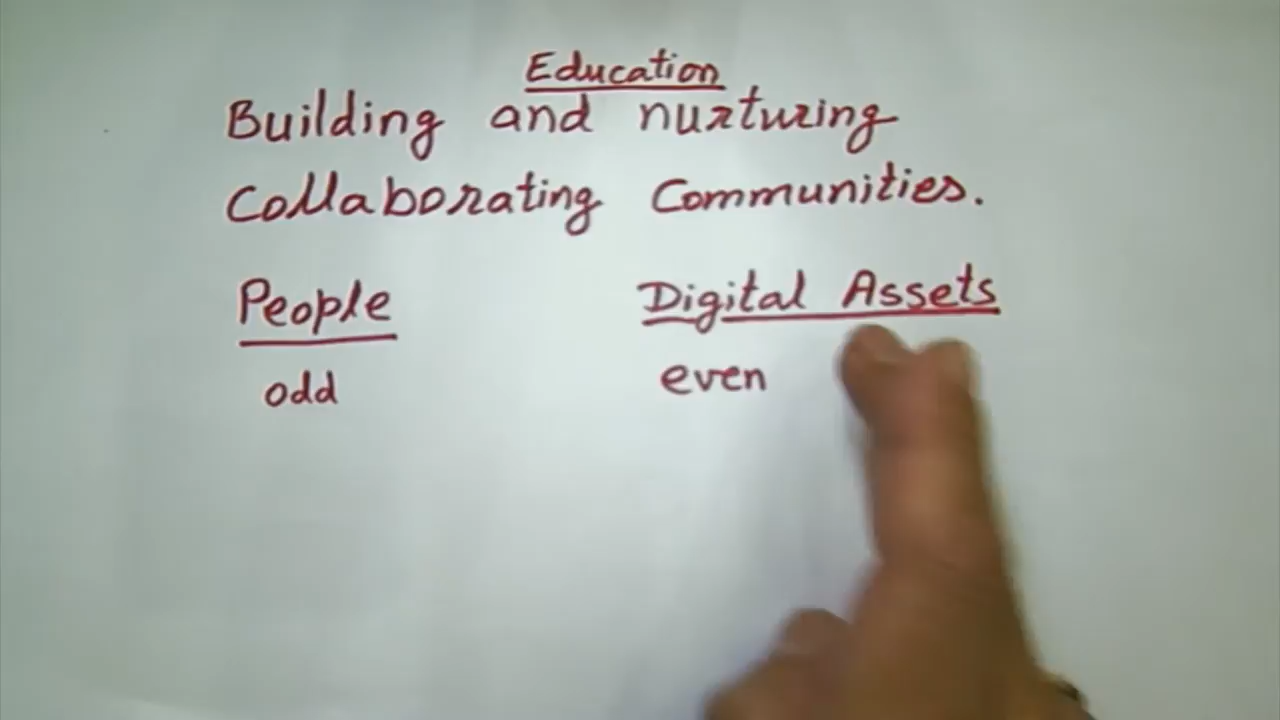 Education
Building and nurturing
Collaborating Communities.
People Digital Assets
odd even